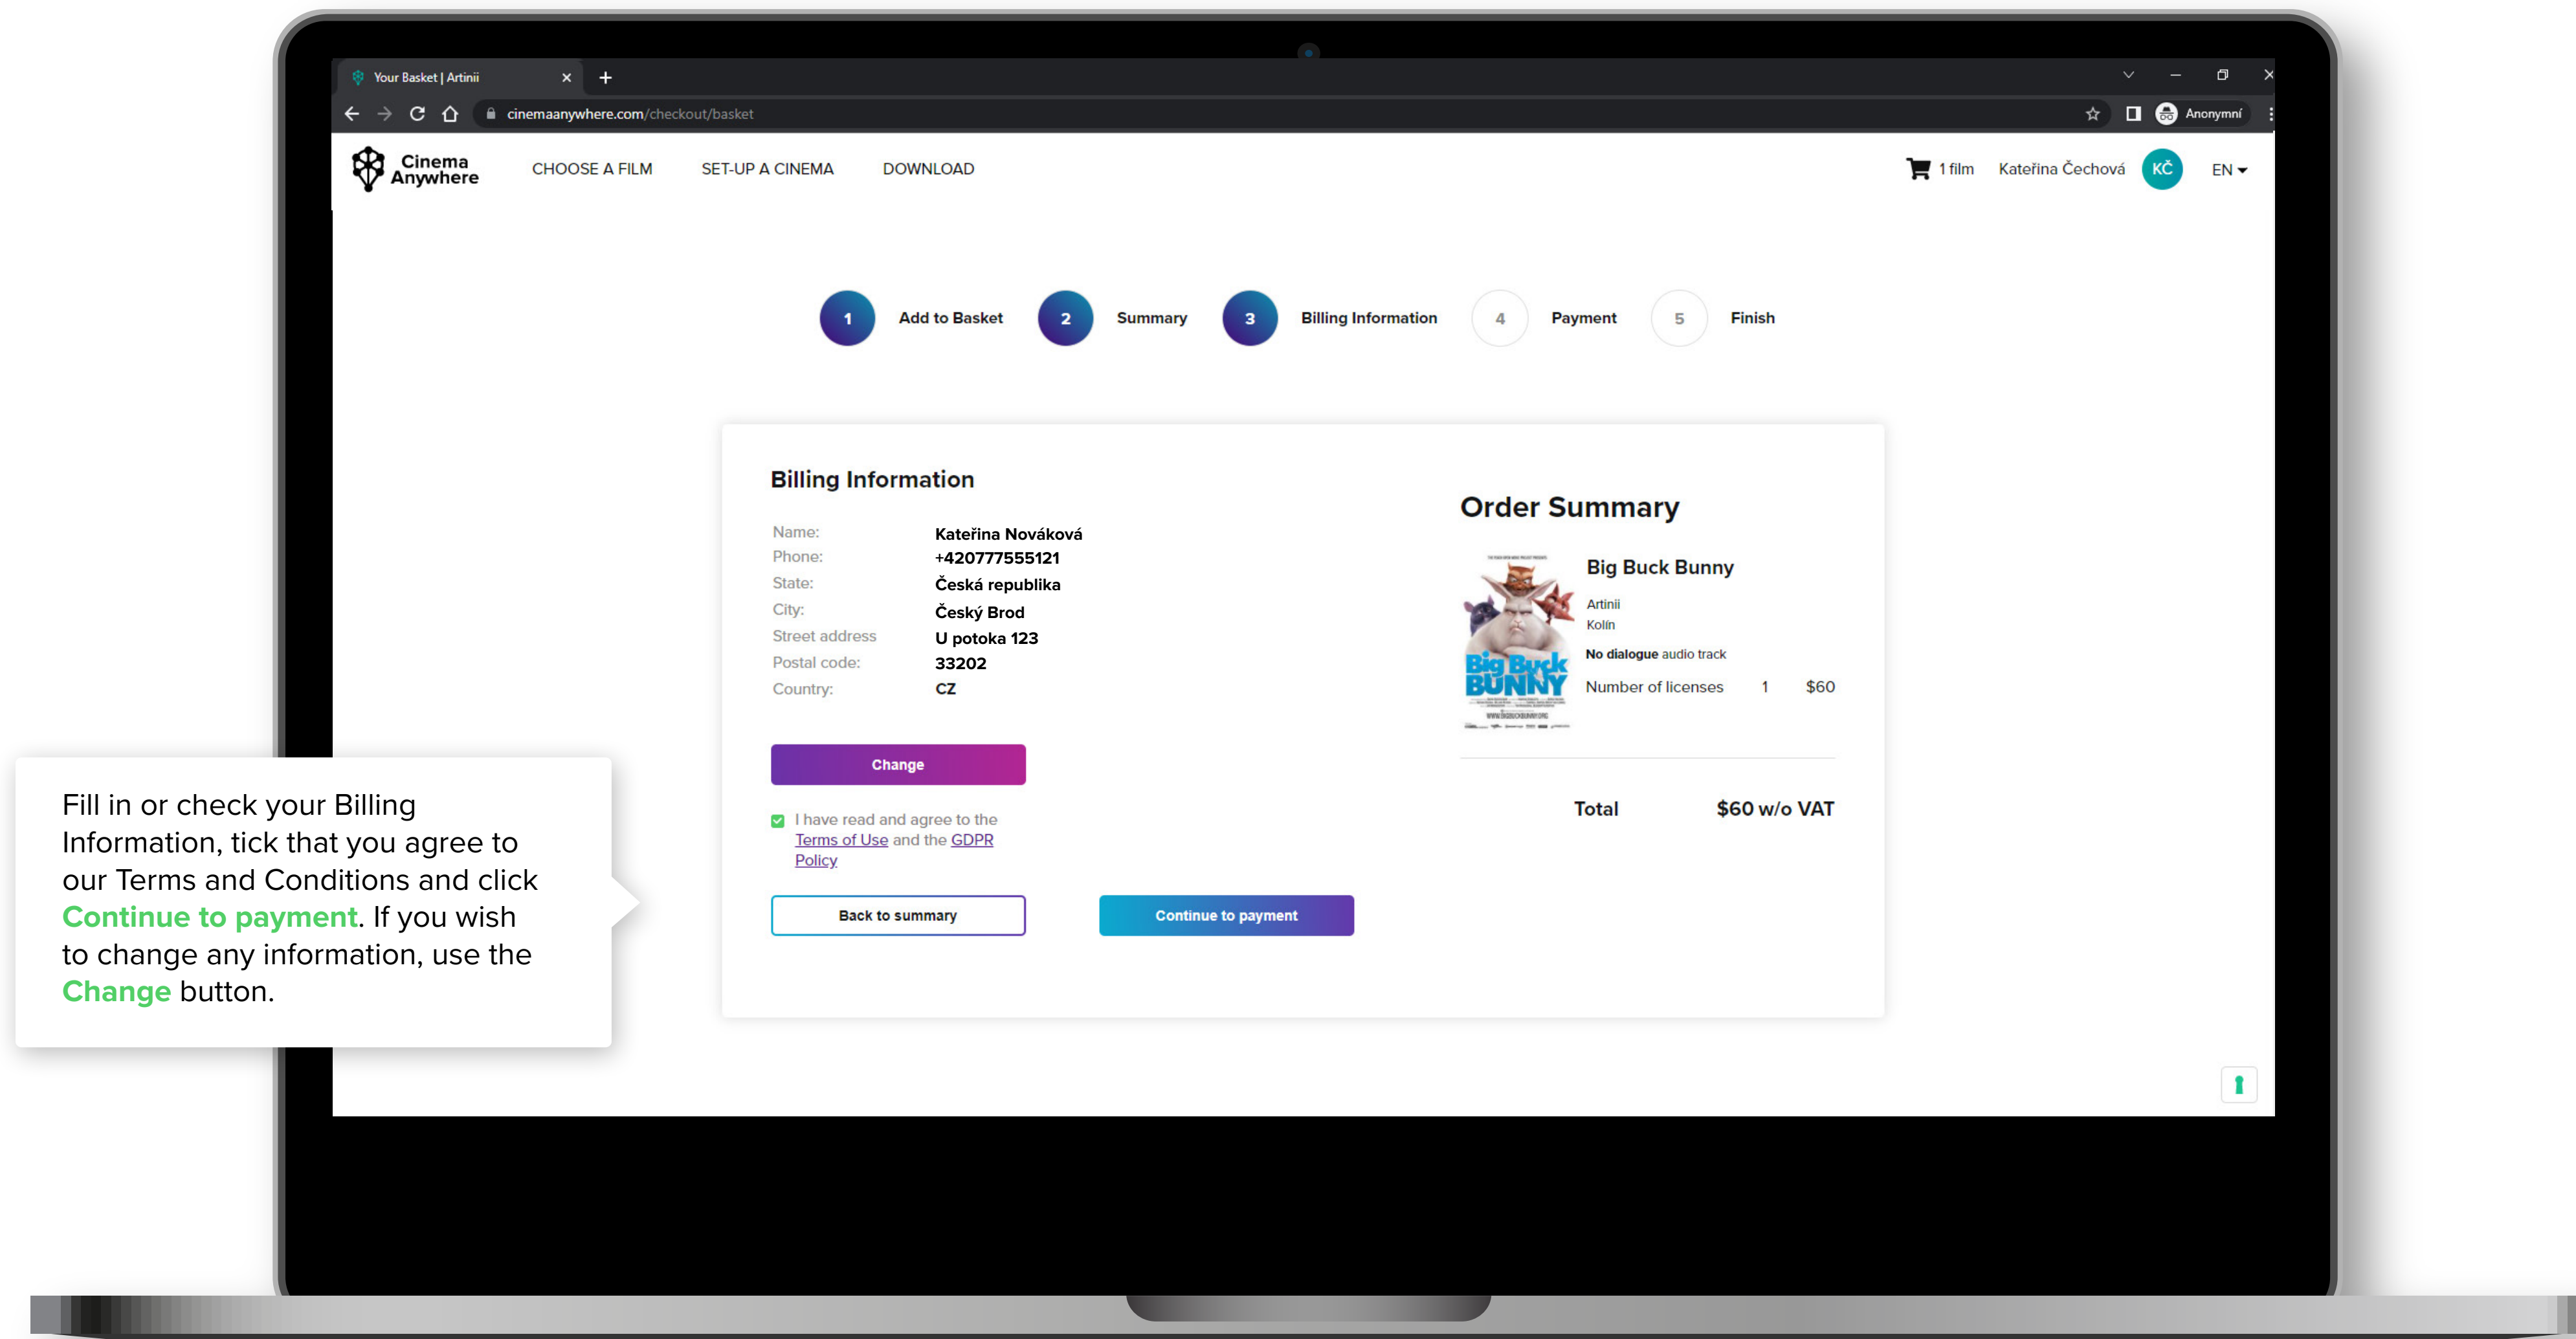 Your Basket | Artinii
cinemaanywhere.com/checkout/basket
Anonymní
Cinema
Anywhere
CHOOSE A FILM
SET-UP A CINEMA
DOWNLOAD
1 film
Kateřina Čechová
KČ
EN
1 Add to Basket
2 Summary
3 Billing Information
4 Payment
5 Finish
Billing Information
Name: Kateřina Nováková
Phone: +420777555121
State: Česká republika
City: Český Brod
Street address U potoka 123
Postal code: 33202
Country: CZ
Change
I have read and agree to the
Terms of Use and the GDPR
Policy
Back to summary
Continue to payment
Order Summary
Big Buck
BUNNY
WWW.BIGBUCKBUNNY.ORG
Big Buck Bunny
Artinii
Kolín
No dialogue audio track
Number of licenses 1 $60
Total $60 w/o VAT
Fill in or check your Billing
Information, tick that you agree to
our Terms and Conditions and click
Continue to payment. If you wish
to change any information, use the
Change button.